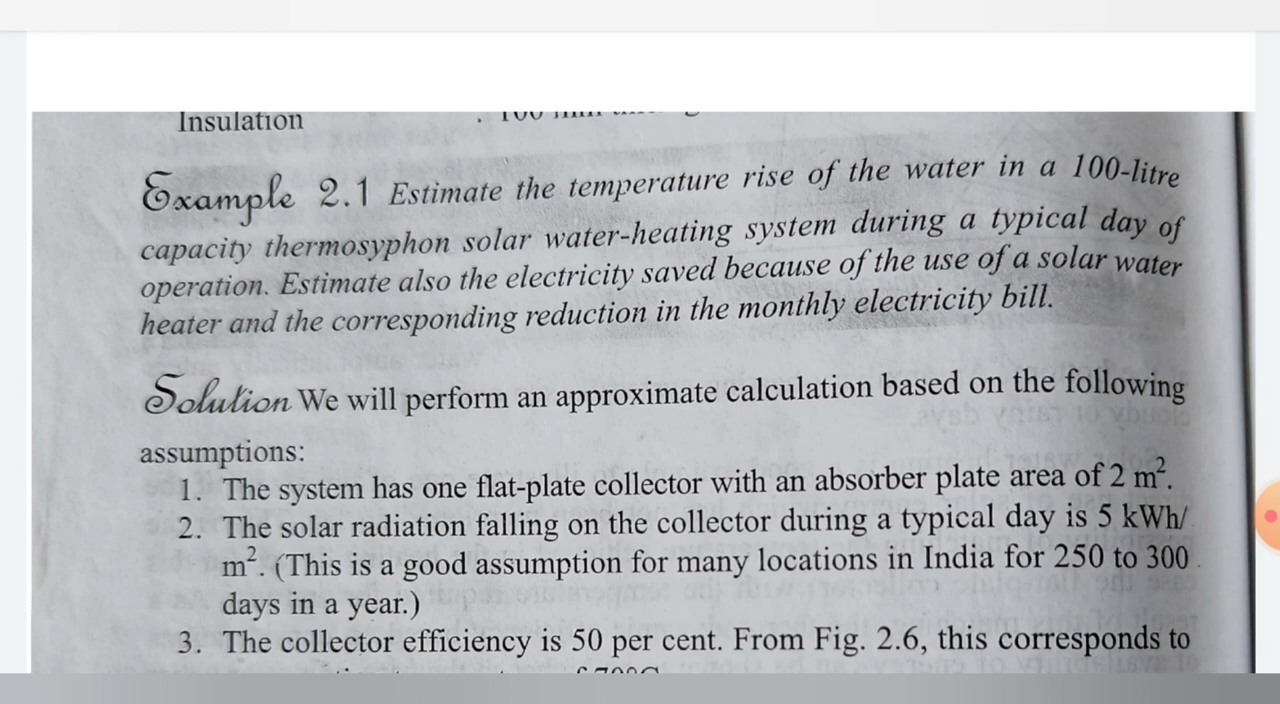 Insulation
Example 2.1 Estimate the temperature rise of the water in a 100-litre
capacity thermosyphon solar water-heating system during a typical day of
operation. Estimate also the electricity saved because of the use of a solar water
heater and the corresponding reduction in the monthly electricity bill.
Solution We will perform an approximate calculation based on the following
assumptions:
1. The system has one flat-plate collector with an absorber plate area of 2 m².
2. The solar radiation falling on the collector during a typical day is 5 kWh/
m². (This is a good assumption for many locations in India for 250 to 300
days in a year.)
3. The collector efficiency is 50 per cent. From Fig. 2.6, this corresponds to